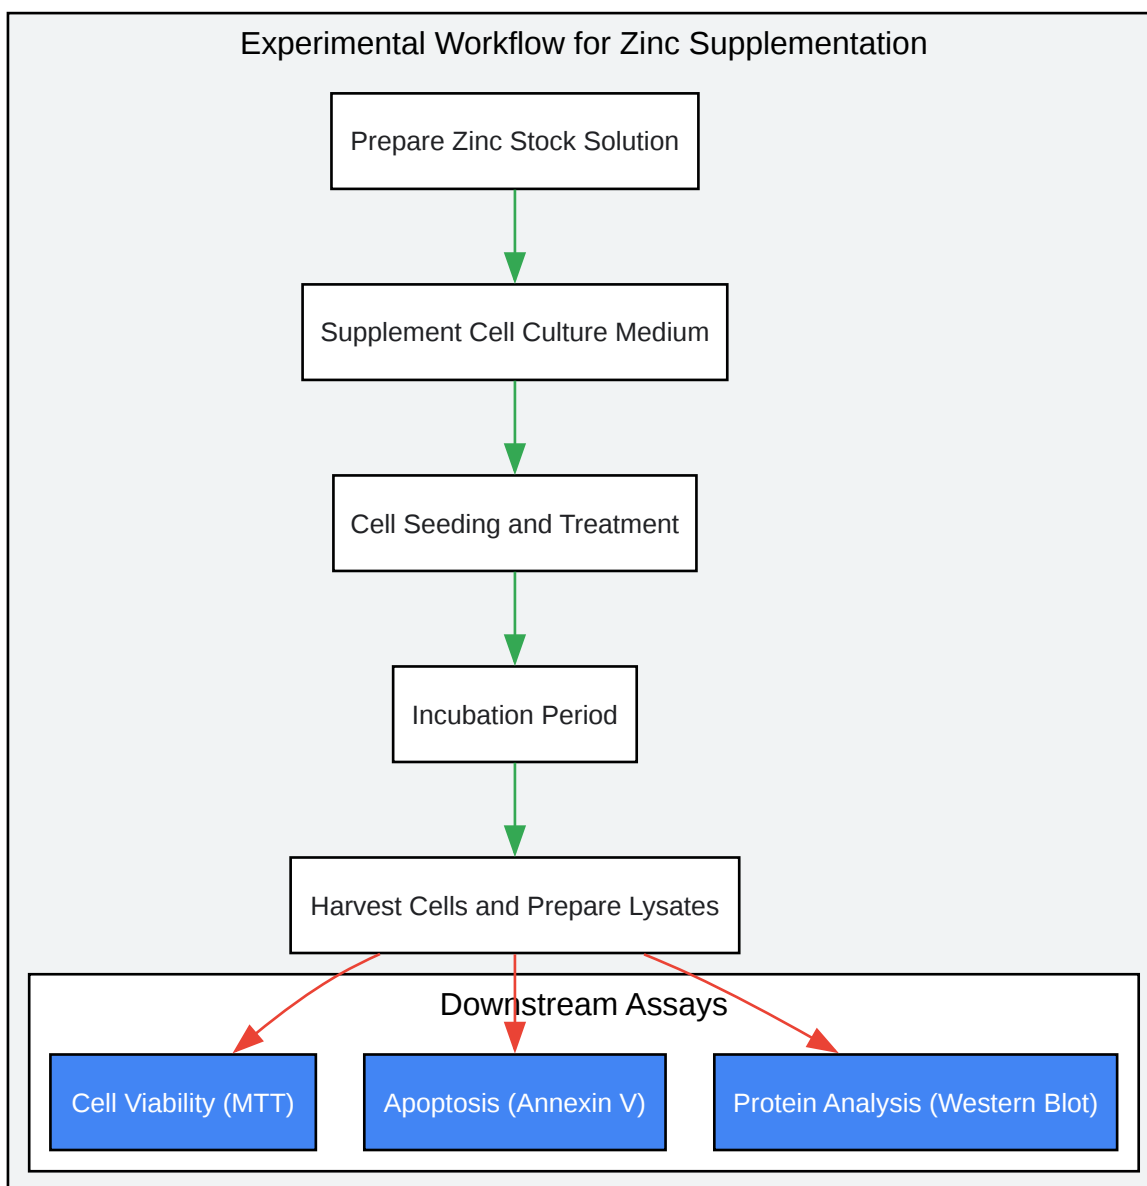 Experimental Workflow for Zinc Supplementation
Prepare Zinc Stock Solution
Supplement Cell Culture Medium
Cell Seeding and Treatment
Incubation Period
Harvest Cells and Prepare Lysates
Downstream Assays
Cell Viability (MTT)
Apoptosis (Annexin V)
Protein Analysis (Western Blot)